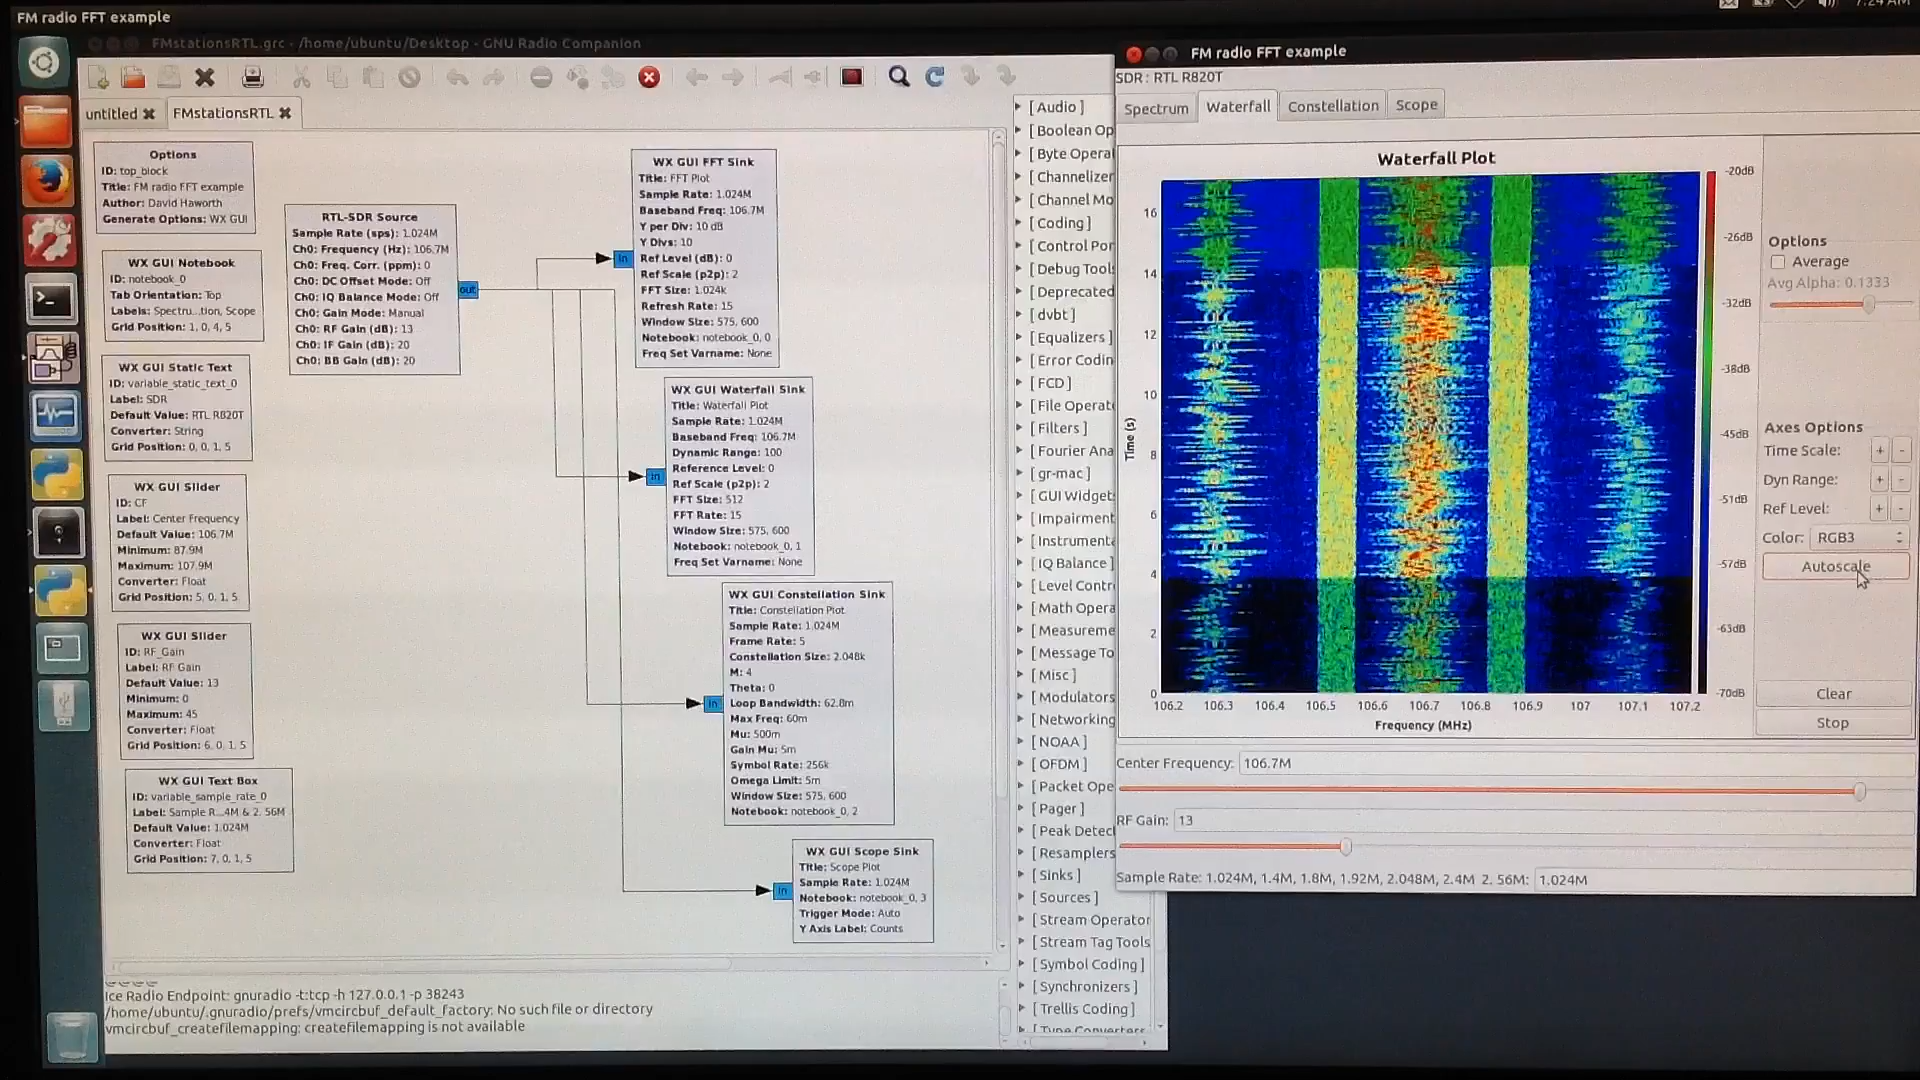 FM radio FFT example
7:24 AM
FMstationsRTL.grc - /home/ubuntu/Desktop - GNU Radio Companion
untitled
FMstationsRTL
Options
ID: top_block
Title: FM radio FFT example
Author: David Haworth
Generate Options: WX GUI
WX GUI Notebook
ID: notebook_0
Tab Orientation: Top
Labels: Spectru...tion, Scope
Grid Position: 1, 0, 4, 5
WX GUI Static Text
ID: variable_static_text_0
Label: SDR
Default Value: RTL R820T
Converter: String
Grid Position: 0, 0, 1, 5
WX GUI Slider
ID: CF
Label: Center Frequency
Default Value: 106.7M
Minimum: 87.9M
Maximum: 107.9M
Converter: Float
Grid Position: 5, 0, 1, 5
WX GUI Slider
ID: RF_Gain
Label: RF Gain
Default Value: 13
Minimum: 0
Maximum: 45
Converter: Float
Grid Position: 6, 0, 1, 5
WX GUI Text Box
ID: variable_sample_rate_0
Label: Sample R...4M & 2. 56M
Default Value: 1.024M
Converter: Float
Grid Position: 7, 0, 1, 5
RTL-SDR Source
Sample Rate (sps): 1.024M
Ch0: Frequency (Hz): 106.7M
Ch0: Freq. Corr. (ppm): 0
Ch0: DC Offset Mode: Off
Ch0: IQ Balance Mode: Off
Ch0: Gain Mode: Manual
Ch0: RF Gain (dB): 13
Ch0: IF Gain (dB): 20
Ch0: BB Gain (dB): 20
out
WX GUI FFT Sink
Title: FFT Plot
Sample Rate: 1.024M
Baseband Freq: 106.7M
Y per Div: 10 dB
Y Divs: 10
Ref Level (dB): 0
Ref Scale (p2p): 2
FFT Size: 1.024k
Refresh Rate: 15
Window Size: 575, 600
Notebook: notebook_0, 0
Freq Set Varname: None
in
WX GUI Waterfall Sink
Title: Waterfall Plot
Sample Rate: 1.024M
Baseband Freq: 106.7M
Dynamic Range: 100
Reference Level: 0
Ref Scale (p2p): 2
FFT Size: 512
FFT Rate: 15
Window Size: 575, 600
Notebook: notebook_0, 1
Freq Set Varname: None
in
WX GUI Constellation Sink
Title: Constellation Plot
Sample Rate: 1.024M
Frame Rate: 5
Constellation Size: 2.048k
M: 4
Theta: 0
Loop Bandwidth: 62.8m
Max Freq: 60m
Mu: 500m
Gain Mu: 5m
Symbol Rate: 256k
Omega Limit: 5m
Window Size: 575, 600
Notebook: notebook_0, 2
in
WX GUI Scope Sink
Title: Scope Plot
Sample Rate: 1.024M
Notebook: notebook_0, 3
Trigger Mode: Auto
Y Axis Label: Counts
in
Ice Radio Endpoint: gnuradio -t:tcp -h 127.0.0.1 -p 38243
/home/ubuntu/.gnuradio/prefs/vmcircbuf_default_factory: No such file or directory
vmcircbuf_createfilemapping: createfilemapping is not available
[ Audio ]
[ Boolean Op
[ Byte Opera
[ Channelizer
[ Channel Mo
[ Coding ]
[ Control Por
[ Debug Tools
[ Deprecated
[ dvbt ]
[ Equalizers ]
[ Error Codin
[ FCD ]
[ File Operat
[ Filters ]
[ Fourier Ana
[ gr-mac ]
[ GUI Widget
[ Impairment
[ Instrument
[ IQ Balance ]
[ Level Contr
[ Math Opera
[ Measureme
[ Message To
[ Misc ]
[ Modulators
[ Networking
[ NOAA ]
[ OFDM ]
[ Packet Ope
[ Pager ]
[ Peak Detect
[ Resamplers
[ Sinks ]
[ Sources ]
[ Stream Operator
[ Stream Tag Tools
[ Symbol Coding ]
[ Synchronizers ]
[ Trellis Coding ]
[ Type Converters
FM radio FFT example
SDR : RTL R820T
Spectrum
Waterfall
Constellation
Scope
Waterfall Plot
Time (s)
16
14
12
10
8
6
4
2
0
106.2 106.3 106.4 106.5 106.6 106.7 106.8 106.9 107 107.1 107.2
Frequency (MHz)
-20dB
-26dB
-32dB
-38dB
-45dB
-51dB
-57dB
-63dB
-70dB
Options
Average
Avg Alpha: 0.1333
Axes Options
Time Scale: + -
Dyn Range: + -
Ref Level: + -
Color: RGB3
Autoscale
Clear
Stop
Center Frequency: 106.7M
RF Gain: 13
Sample Rate: 1.024M, 1.4M, 1.8M, 1.92M, 2.048M, 2.4M 2. 56M: 1.024M